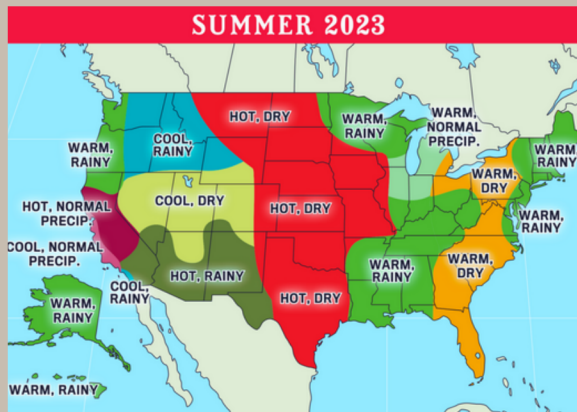 SUMMER 2023
HOT, DRY
WARM,
RAINY
WARM,
NORMAL
PRECIP.
WARM,
RAINY
COOL,
RAINY
WARM,
RAINY
WARM,
DRY
HOT, NORMAL
PRECIP.
COOL, DRY
HOT, DRY
WARM,
RAINY
COOL, NORMAL
PRECIP.
HOT, RAINY
WARM,
RAINY
WARM,
DRY
COOL,
RAINY
HOT, DRY
WARM,
RAINY
WARM, RAINY